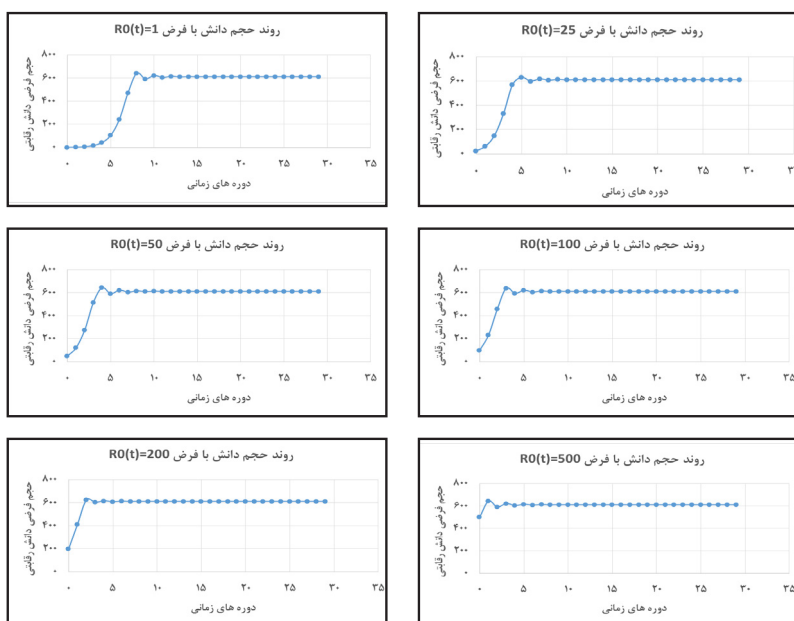 روند حجم دانش با فرض R0(t)=1
حجم فرضی دانش رقابتی
۸۰۰
۶۰۰
۴۰۰
۲۰۰
۰
۰ ۵ ۱۰ ۱۵ ۲۰ ۲۵ ۳۰ ۳۵
دوره های زمانی
روند حجم دانش با فرض R0(t)=25
حجم فرضی دانش رقابتی
۸۰۰
۶۰۰
۴۰۰
۲۰۰
۰
۰ ۵ ۱۰ ۱۵ ۲۰ ۲۵ ۳۰ ۳۵
دوره های زمانی
روند حجم دانش با فرض R0(t)=50
حجم فرضی دانش رقابتی
۸۰۰
۶۰۰
۴۰۰
۲۰۰
۰
۰ ۵ ۱۰ ۱۵ ۲۰ ۲۵ ۳۰ ۳۵
دوره های زمانی
روند حجم دانش با فرض R0(t)=100
حجم فرضی دانش رقابتی
۸۰۰
۶۰۰
۴۰۰
۲۰۰
۰
۰ ۵ ۱۰ ۱۵ ۲۰ ۲۵ ۳۰ ۳۵
دوره های زمانی
روند حجم دانش با فرض R0(t)=200
حجم فرضی دانش رقابتی
۸۰۰
۶۰۰
۴۰۰
۲۰۰
۰
۰ ۵ ۱۰ ۱۵ ۲۰ ۲۵ ۳۰ ۳۵
دوره های زمانی
روند حجم دانش با فرض R0(t)=500
حجم فرضی دانش رقابتی
۸۰۰
۶۰۰
۴۰۰
۲۰۰
۰
۰ ۵ ۱۰ ۱۵ ۲۰ ۲۵ ۳۰ ۳۵
دوره های زمانی